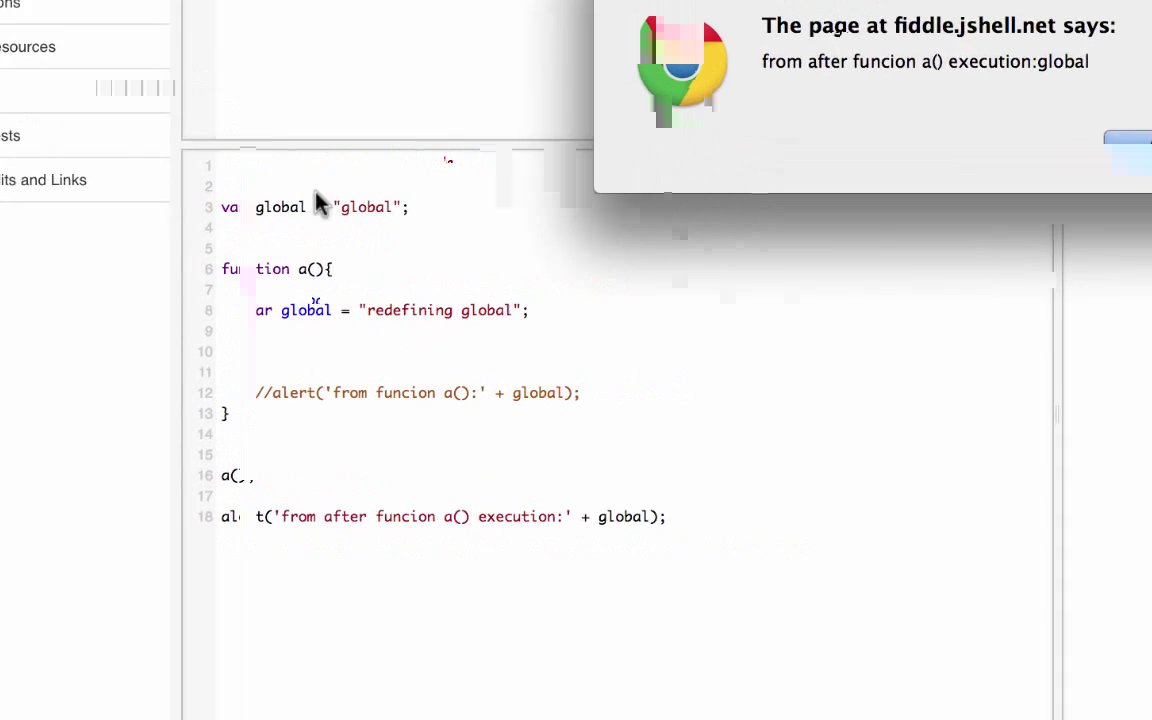 ons
esources
ests
dits and Links
The page at fiddle.jshell.net says:
from after funcion a() execution:global
1
2
3 va global "global";
4
5
6 fu tion a(){
7
8 ar global = "redefining global";
9
10
11
12 //alert('from funcion a():' + global);
13 }
14
15
16 a();
17
18 al t('from after funcion a() execution:' + global);